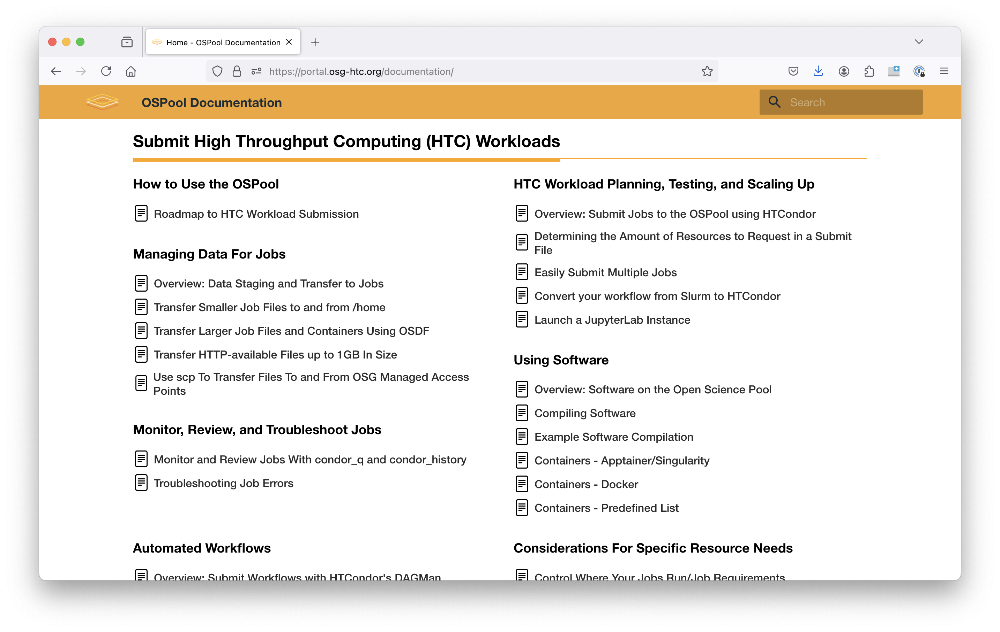 Home - OSPool Documentation
https://portal.osg-htc.org/documentation/
OSPool Documentation
Search
Submit High Throughput Computing (HTC) Workloads
How to Use the OSPool
Roadmap to HTC Workload Submission
Managing Data For Jobs
Overview: Data Staging and Transfer to Jobs
Transfer Smaller Job Files to and from /home
Transfer Larger Job Files and Containers Using OSDF
Transfer HTTP-available Files up to 1GB In Size
Use scp To Transfer Files To and From OSG Managed Access
Points
Monitor, Review, and Troubleshoot Jobs
Monitor and Review Jobs With condor_q and condor_history
Troubleshooting Job Errors
Automated Workflows
Overview: Submit Workflows with HTCondor's DAGMan
HTC Workload Planning, Testing, and Scaling Up
Overview: Submit Jobs to the OSPool using HTCondor
Determining the Amount of Resources to Request in a Submit
File
Easily Submit Multiple Jobs
Convert your workflow from Slurm to HTCondor
Launch a JupyterLab Instance
Using Software
Overview: Software on the Open Science Pool
Compiling Software
Example Software Compilation
Containers - Apptainer/Singularity
Containers - Docker
Containers - Predefined List
Considerations For Specific Resource Needs
Control Where Your Jobs Run/Job Requirements